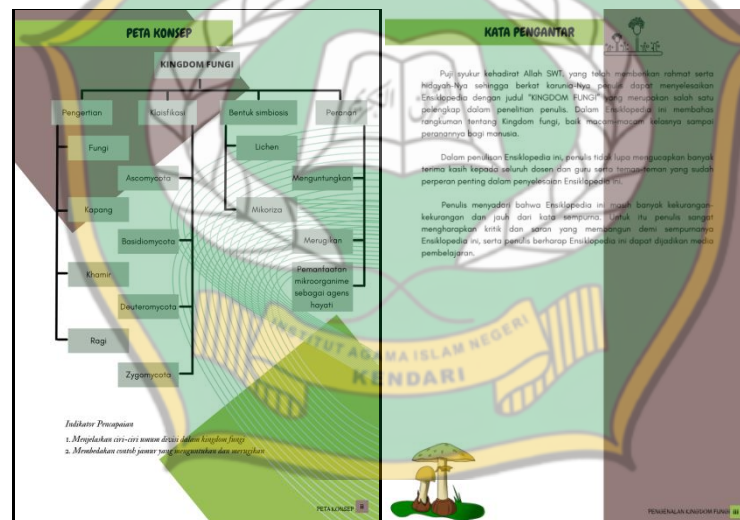 PETA KONSEP
KINGDOM FUNGI
Pengertian
Klaisfikasi
Bentuk simbiosis
Peranan
Fungi
Lichen
Ascomycota
Menguntungkan
Kapang
Mikoriza
Basidiomycota
Merugikan
Khamir
Pemanfaatan
mikroorganime
sebagai agens
hayati
Deuteromycota
Ragi
Zygomycota
Indikator Pencapaian
1. Menjelaskan ciri-ciri umum divisi dalam kingdom fungi
2. Membedakan contoh jamur yang menguntukan dan merugikan
PETA KONSEP ii
KATA PENGANTAR
Puji syukur kehadirat Allah SWT, yang telah memberikan rahmat serta
hidayah-Nya sehingga berkat karunia-Nya penulis dapat menyelesaikan
Ensiklopedia dengan judul "KINGDOM FUNGI" yang merupakan salah satu
pelengkap dalam penelitian penulis. Dalam Ensiklopedia ini membahas
rangkuman tentang Kingdom fungi, baik macam-macam kelasnya sampai
peranannya bagi manusia.
Dalam penulisan Ensiklopedia ini, penulis tidak lupa mengucapkan banyak
terima kasih kepada seluruh dosen dan guru serta teman-teman yang sudah
perperan penting dalam penyelesaian Ensiklopedia ini.
Penulis menyadari bahwa Ensiklopedia ini masih banyak kekurangan-
kekurangan dan jauh dari kata sempurna. Untuk itu penulis sangat
mengharapkan kritik dan saran yang membangun demi sempurnanya
Ensiklopedia ini, serta penulis berharap Ensiklopedia ini dapat dijadikan media
pembelajaran.
INSTITUT AGAMA ISLAM NEGERI
KENDARI
PENGENALAN KINGDOM FUNGI iii